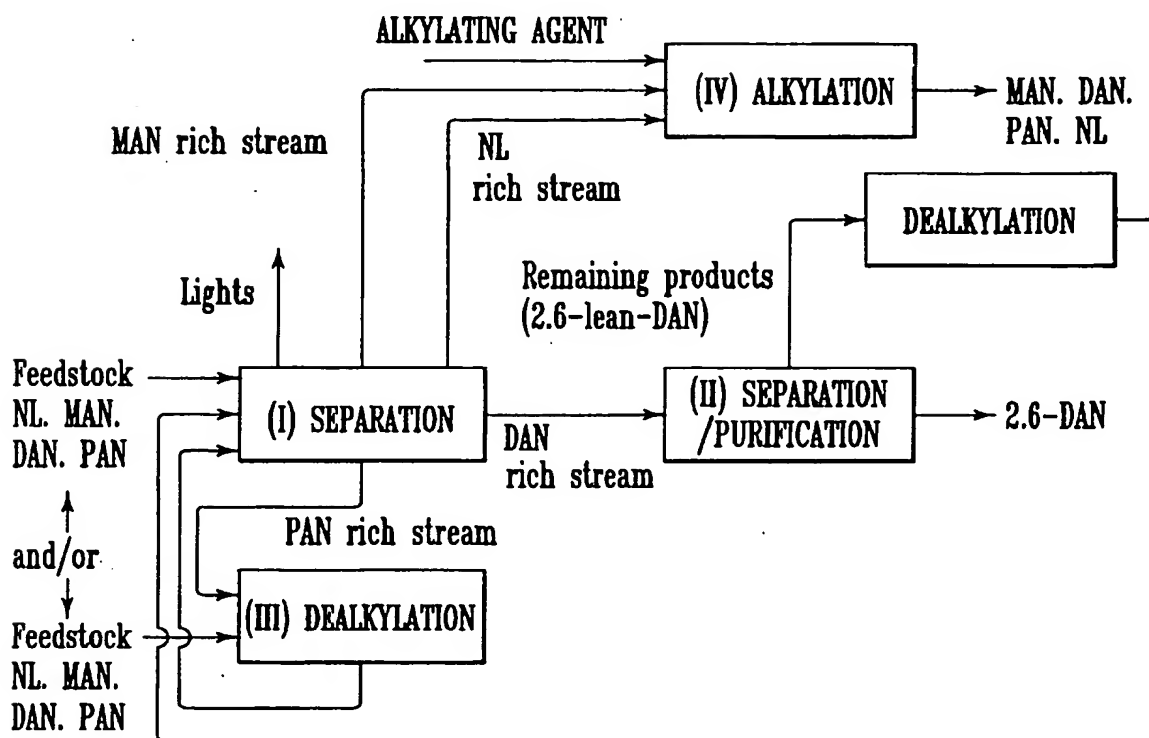 ALKYLATING AGENT
(IV) ALKYLATION
MAN. DAN.
PAN. NL
MAN rich stream
NL
rich stream
DEALKYLATION
Lights
Remaining products
(2.6-lean-DAN)
Feedstock
NL. MAN.
DAN. PAN
(I) SEPARATION
(II) SEPARATION
/PURIFICATION
2.6-DAN
DAN
rich stream
PAN rich stream
and/or
(III) DEALKYLATION
Feedstock
NL. MAN.
DAN. PAN